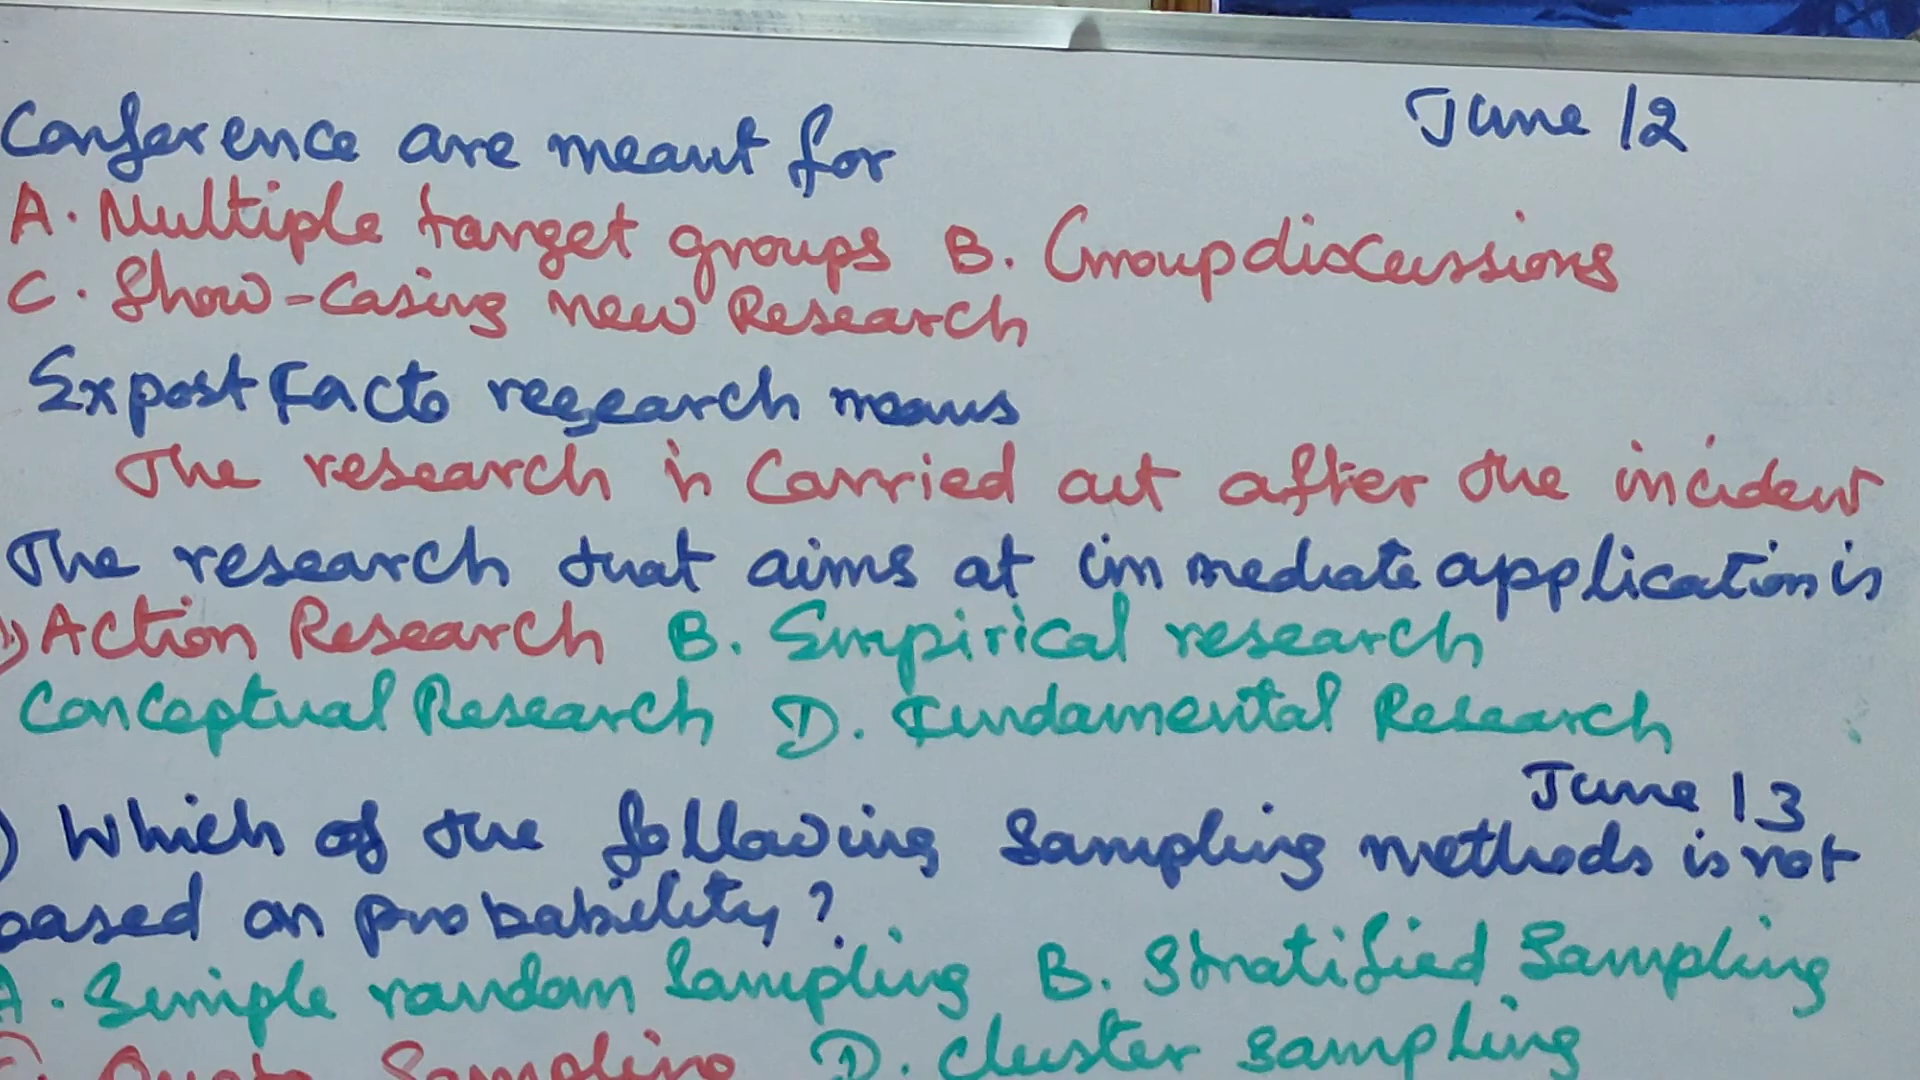 June 12
Conference are meant for
A. Multiple target groups B. Groupdiscussions
C. Show-Casing new Research
Expost Facto research means
The research is Carried out after the incident
The research that aims at immediate application is
Action Research B. Empirical research
Conceptual Research D. Fundamental Research
June 13
) Which of the following Sampling methods is not
based on probability?
A. Simple random Sampling B. Stratified Sampling
Quota Sampling D. Cluster Sampling